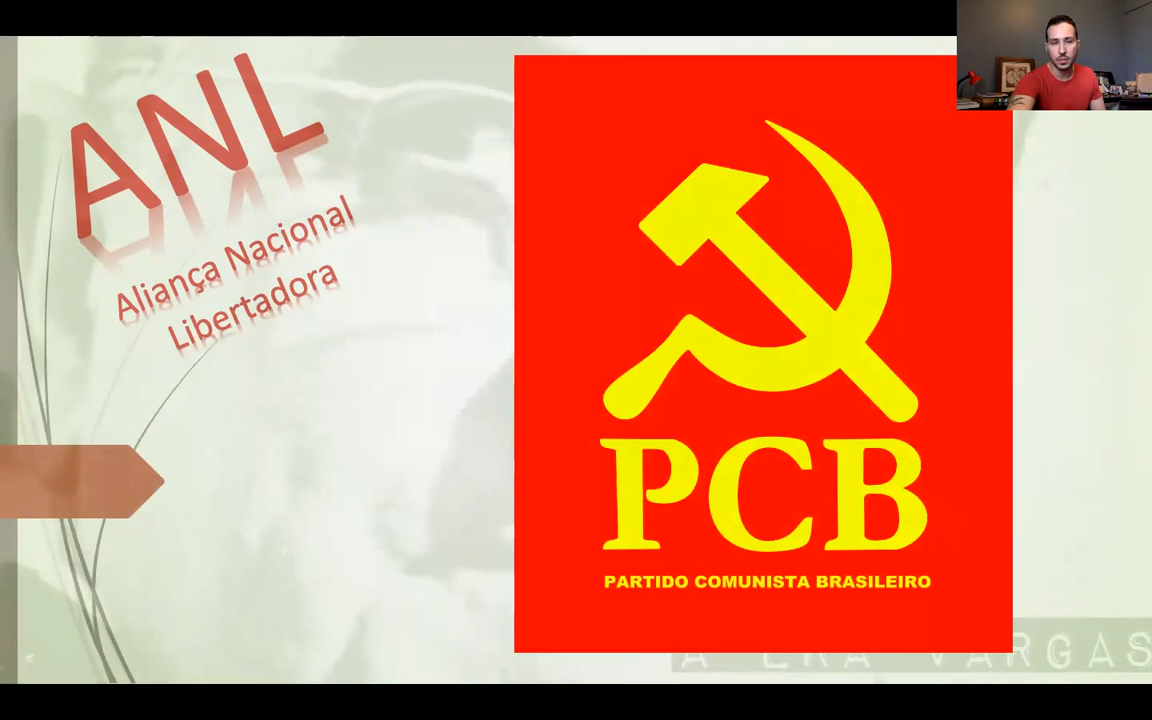 ANL
Aliança Nacional
Libertadora
PCB
PARTIDO COMUNISTA BRASILEIRO
A ERA VARGAS